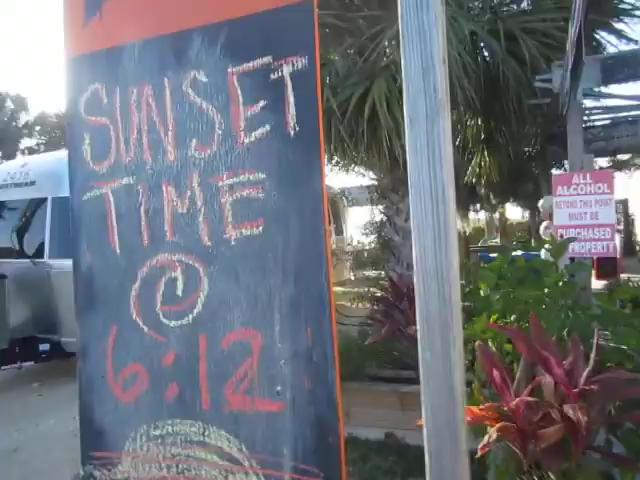 SUNSET
TIME
@
6:12
ALL
ALCOHOL
BEYOND THIS POINT
MUST BE
PURCHASED
PROPERTY